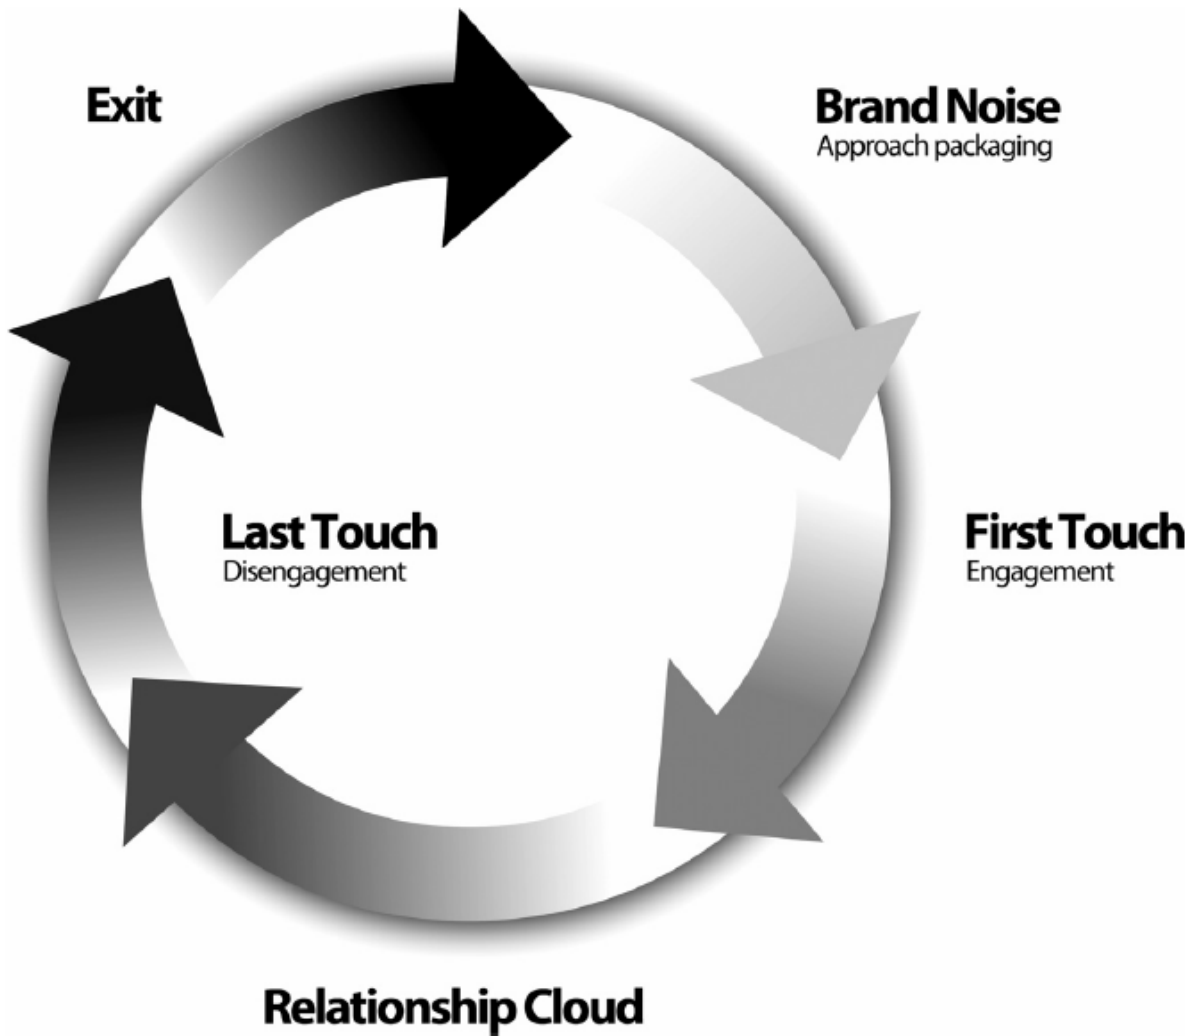 Exit
Brand Noise
Approach packaging
Last Touch
Disengagement
First Touch
Engagement
Relationship Cloud